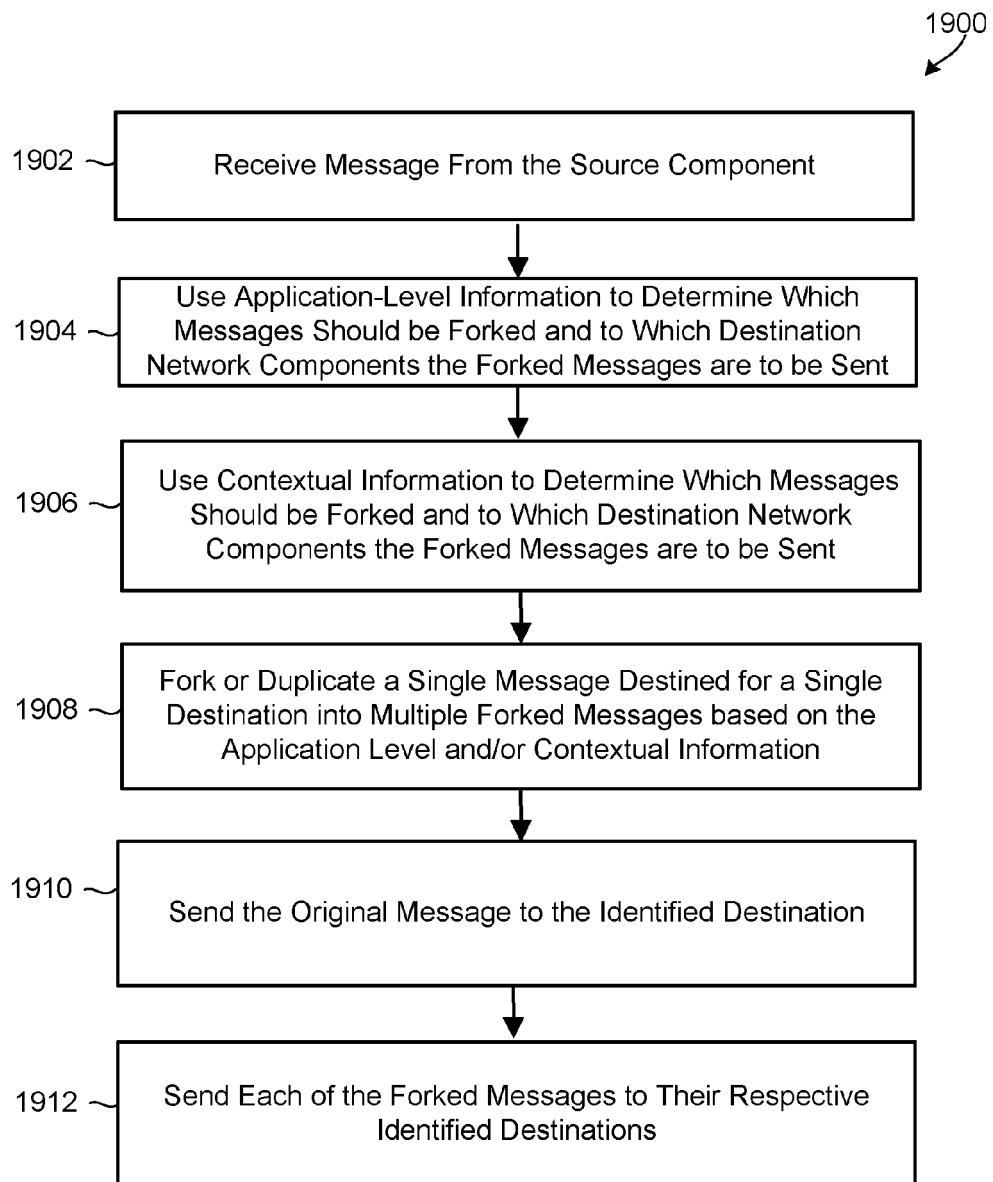 1900
1902
Receive Message From the Source Component
1904
Use Application-Level Information to Determine Which
Messages Should be Forked and to Which Destination
Network Components the Forked Messages are to be Sent
1906
Use Contextual Information to Determine Which Messages
Should be Forked and to Which Destination Network
Components the Forked Messages are to be Sent
1908
Fork or Duplicate a Single Message Destined for a Single
Destination into Multiple Forked Messages based on the
Application Level and/or Contextual Information
1910
Send the Original Message to the Identified Destination
1912
Send Each of the Forked Messages to Their Respective
Identified Destinations